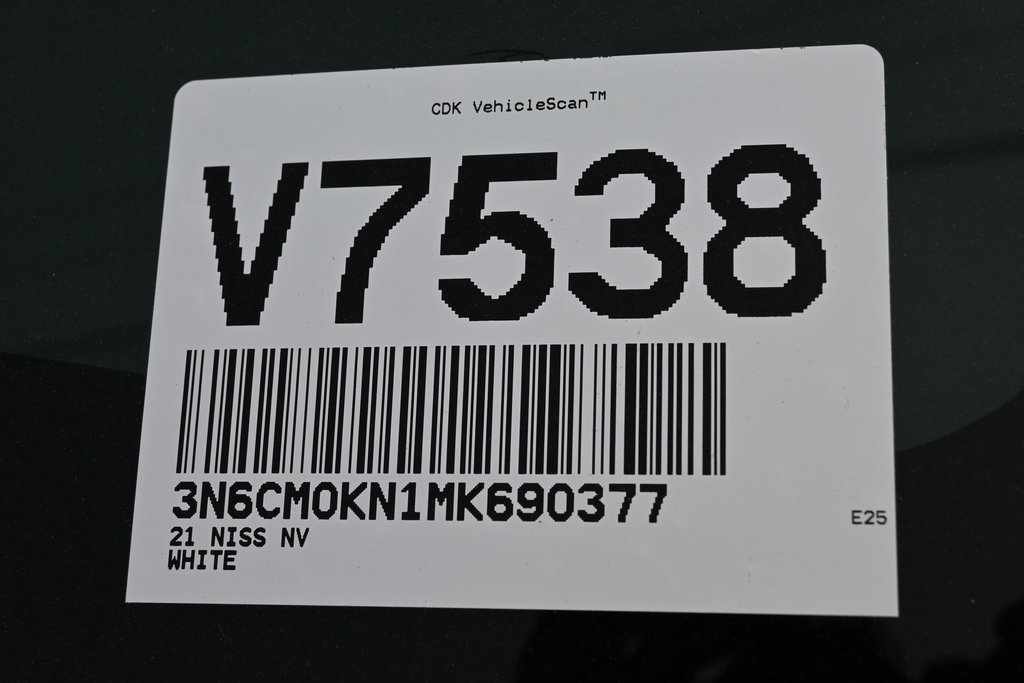 CDK VehicleScan™
V7538
3N6CM0KN1MK690377
21 NISS NV
WHITE
E25